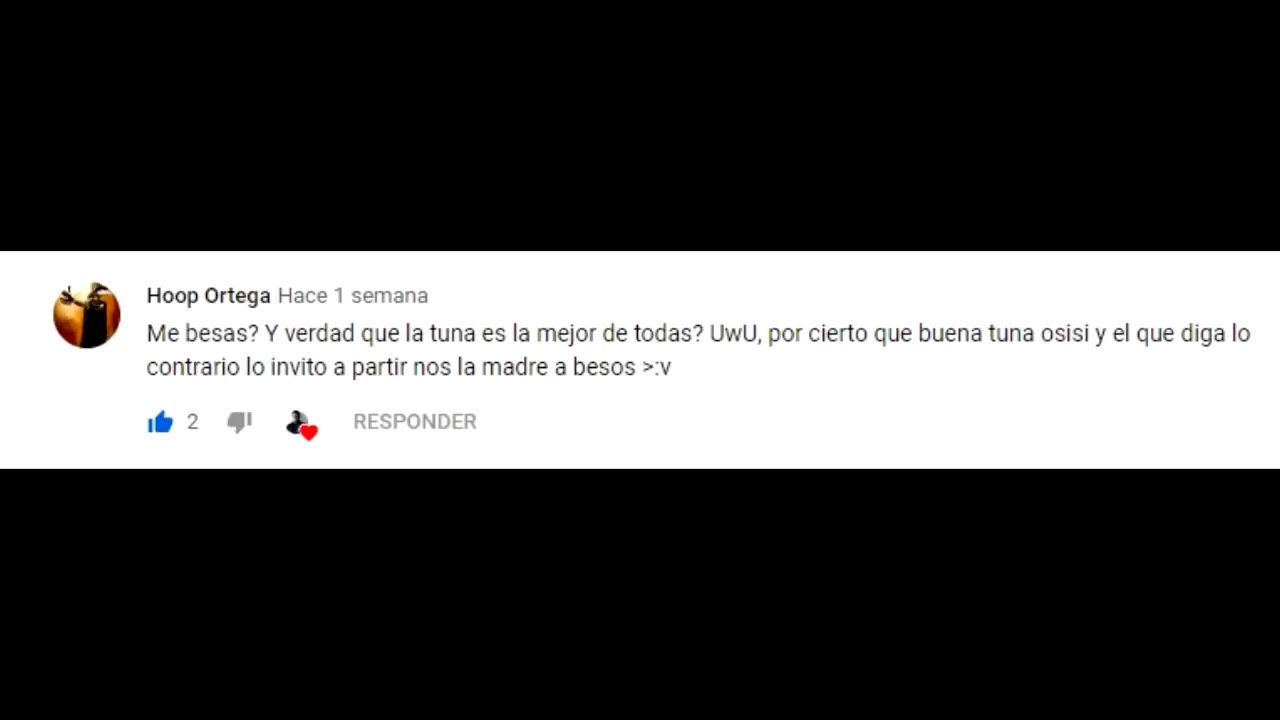 Hoop Ortega Hace 1 semana
Me besas? Y verdad que la tuna es la mejor de todas? UwU, por cierto que buena tuna osisi y el que diga lo
contrario lo invito a partir nos la madre a besos >:v
2 RESPONDER